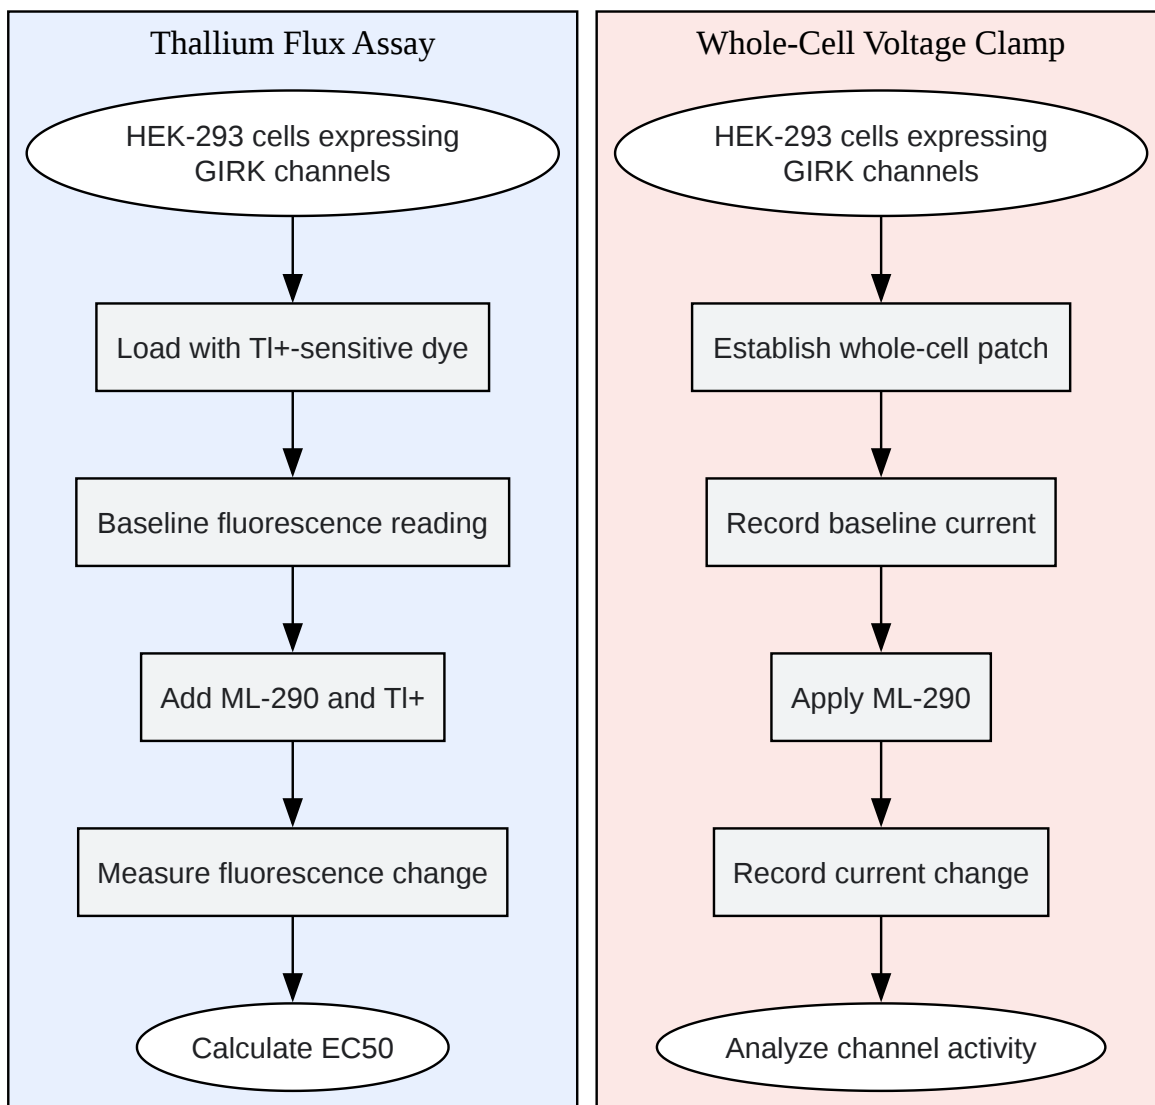 Thallium Flux Assay
HEK-293 cells expressing
GIRK channels
Load with Tl+-sensitive dye
Baseline fluorescence reading
Add ML-290 and Tl+
Measure fluorescence change
Calculate EC50
Whole-Cell Voltage Clamp
HEK-293 cells expressing
GIRK channels
Establish whole-cell patch
Record baseline current
Apply ML-290
Record current change
Analyze channel activity